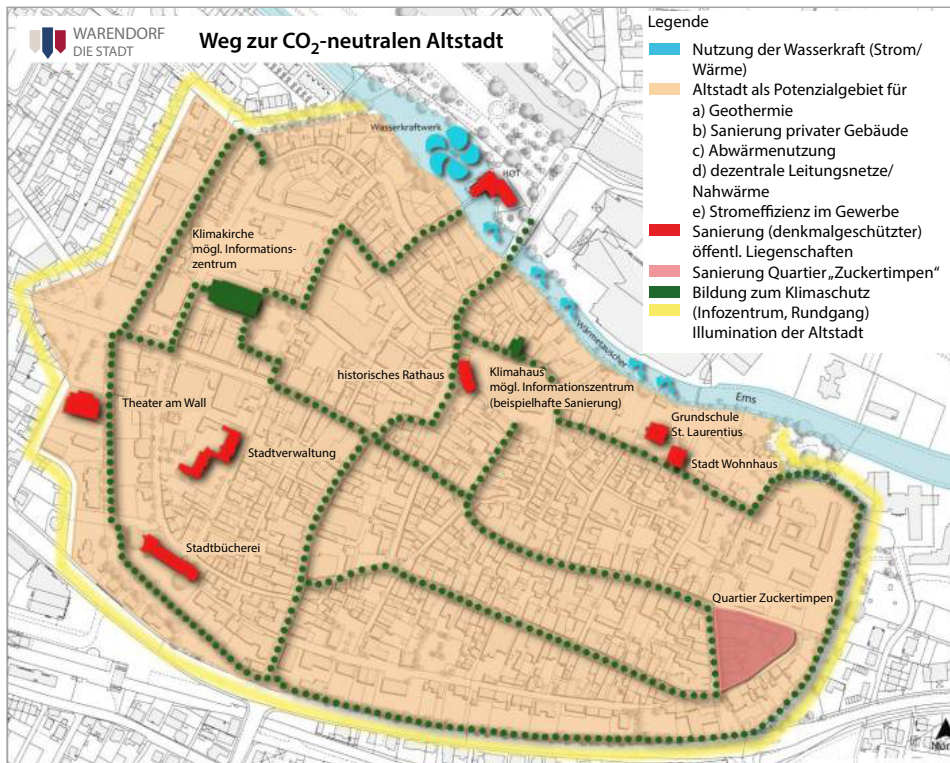 WARENDORF
DIE STADT
Weg zur CO₂-neutralen Altstadt
Legende
Nutzung der Wasserkraft (Strom/
Wärme)
Altstadt als Potenzialgebiet für
a) Geothermie
b) Sanierung privater Gebäude
c) Abwärmenutzung
d) dezentrale Leitungsnetze/
Nahwärme
e) Stromeffizienz im Gewerbe
Sanierung (denkmalgeschützter)
öffentl. Liegenschaften
Sanierung Quartier „Zuckertimpen“
Bildung zum Klimaschutz
(Infozentrum, Rundgang)
Illumination der Altstadt
Wasserkraftwerk
HOT
Klimakirche
mögl. Informations-
zentrum
Wärmetauscher
historisches Rathaus
Klimahaus
mögl. Informationszentrum
(beispielhafte Sanierung)
Ems
Theater am Wall
Grundschule
St. Laurentius
Stadtverwaltung
Stadt Wohnhaus
Stadtbücherei
Quartier Zuckertimpen